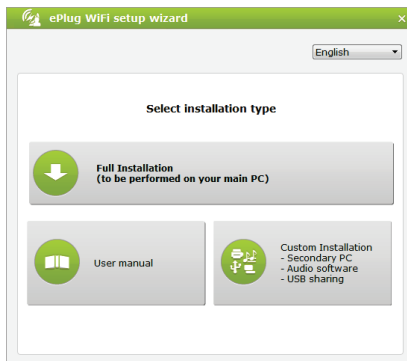 ePlug WiFi setup wizard
English
Select installation type
Full Installation
(to be performed on your main PC)
User manual
Custom Installation
- Secondary PC
- Audio software
- USB sharing